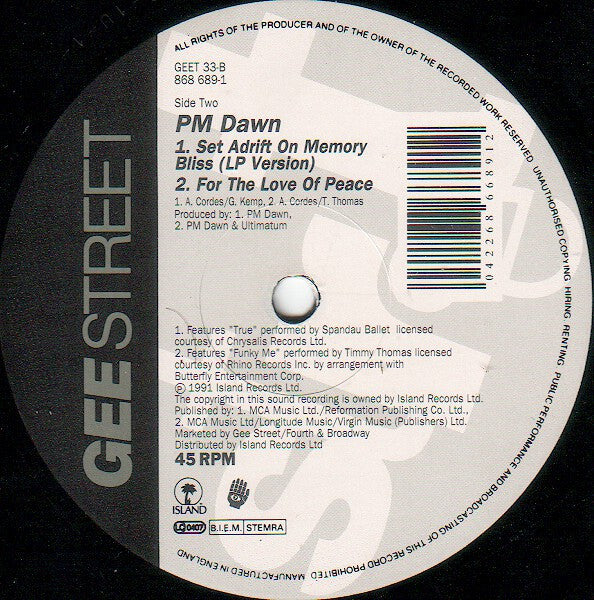 ALL RIGHTS OF THE PRODUCER AND OF THE OWNER OF THE RECORDED WORK RESERVED UNAUTHORISED COPYING HIRING RENTING PUBLIC PERFORMANCE AND BROADCASTING OF THIS RECORD PROHIBITED MANUFACTURED IN ENGLAND
GEE STREET
GEET 33-B
868 689-1
Side Two
PM Dawn
1. Set Adrift On Memory
Bliss (LP Version)
2. For The Love Of Peace
1. A. Cordes/G. Kemp, 2. A. Cordes/T. Thomas
Produced by: 1. PM Dawn,
2. PM Dawn & Ultimatum
042286 868912
1. Features "True" performed by Spandau Ballet licensed
courtesy of Chrysalis Records Ltd.
2. Features "Funky Me" performed by Timmy Thomas licensed
courtesy of Rhino Records Inc. by arrangement with
Butterfly Entertainment Corp.
℗ 1991 Island Records Ltd.
The copyright in this sound recording is owned by Island Records Ltd.
Published by: 1. MCA Music Ltd./Reformation Publishing Co. Ltd.,
2. MCA Music Ltd/Longitude Music/Virgin Music (Publishers) Ltd.
Marketed by Gee Street/Fourth & Broadway
Distributed by Island Records Ltd
45 RPM
ISLAND
LC 0407 B.I.E.M. STEMRA